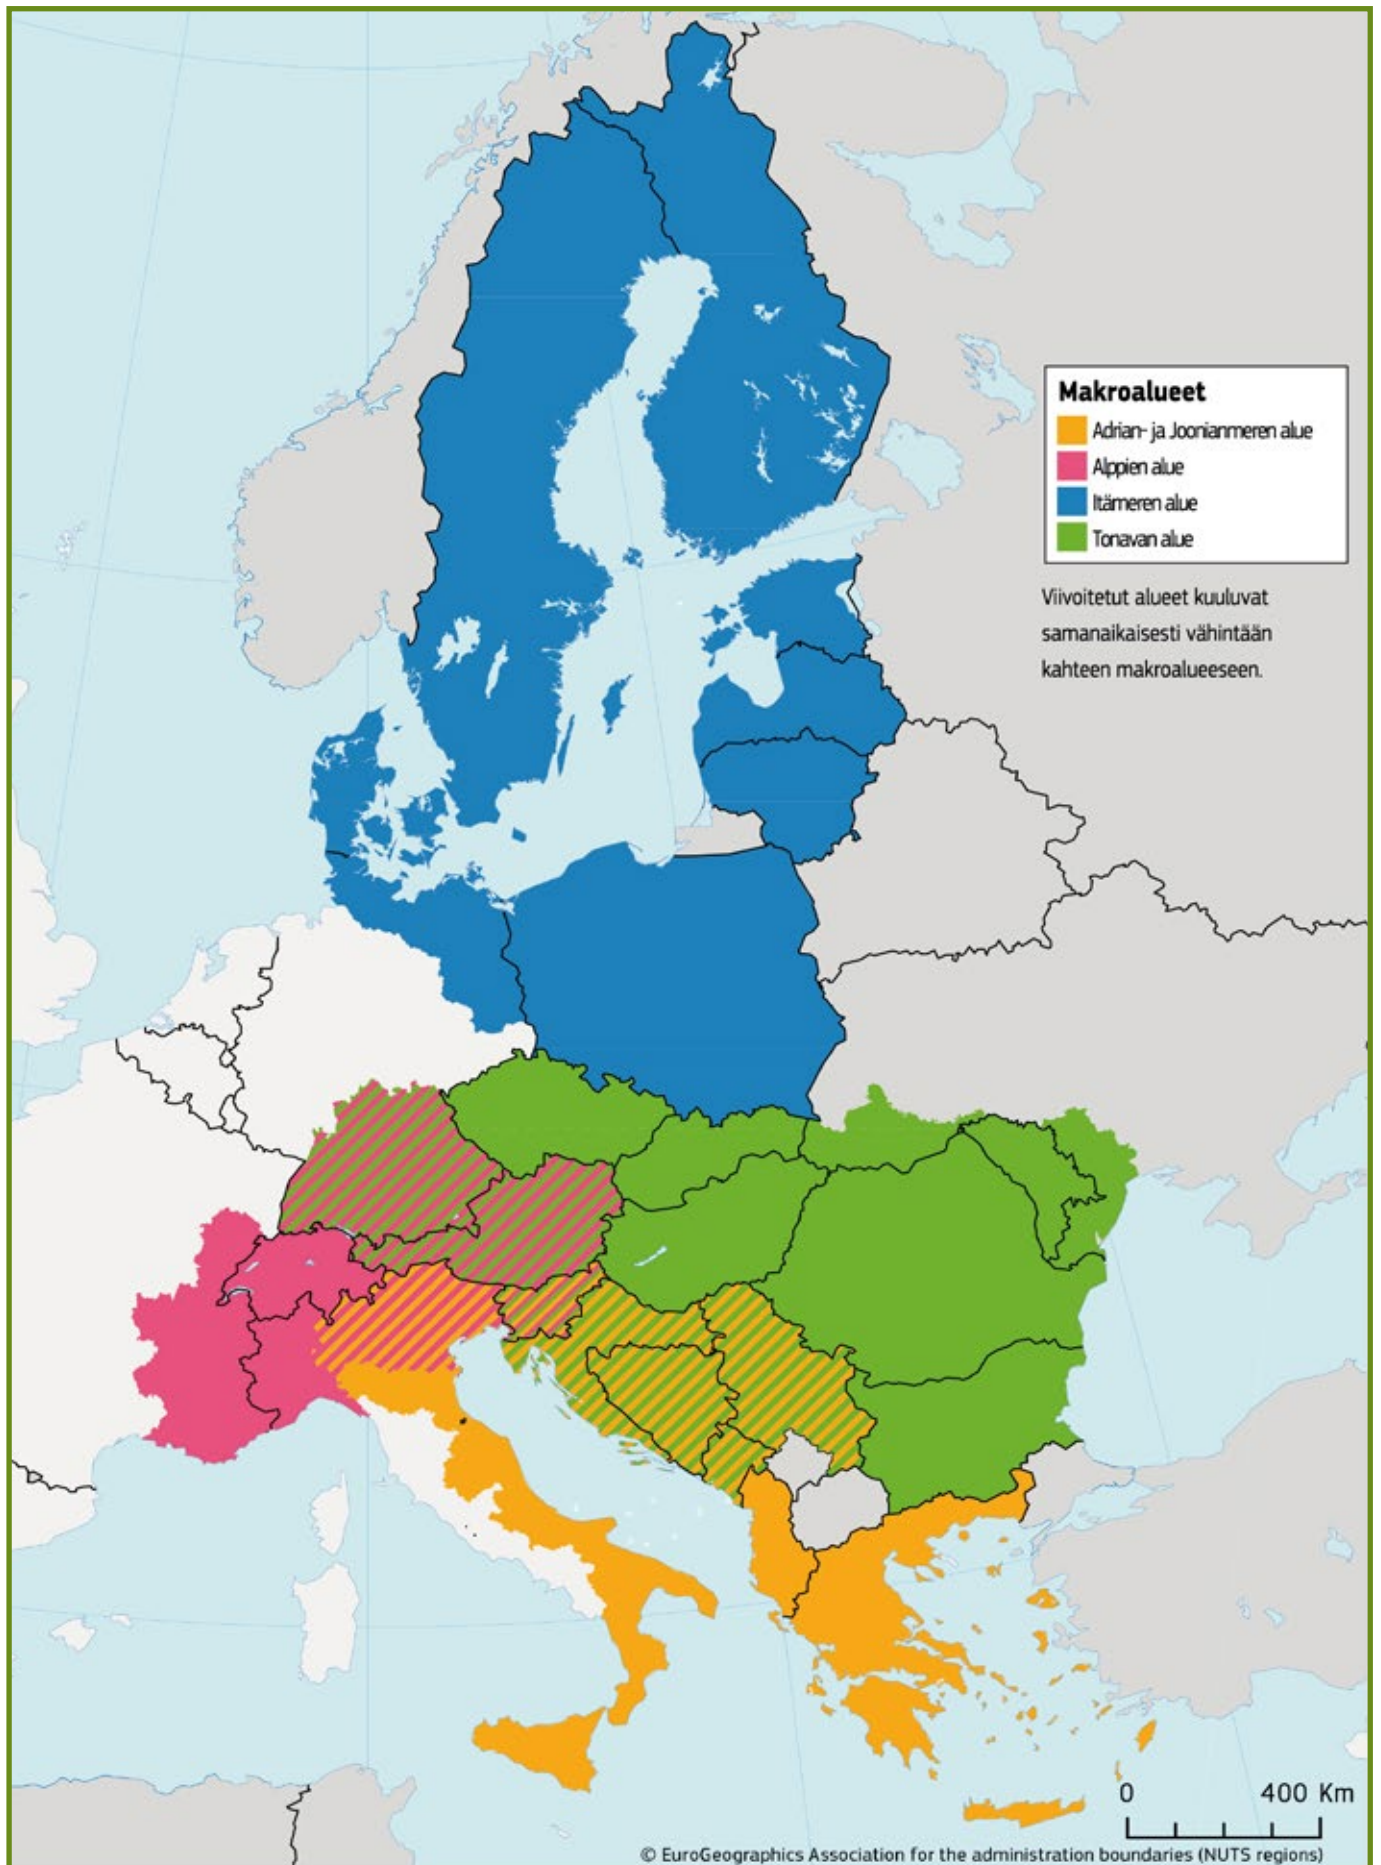 Makroalueet
Adrian- ja Joonianmeren alue
Alppien alue
Itämeren alue
Tonavan alue
Viivoitetut alueet kuuluvat
samanaikaisesti vähintään
kahteen makroalueeseen.
0 400 Km
© EuroGeographics Association for the administration boundaries (NUTS regions)